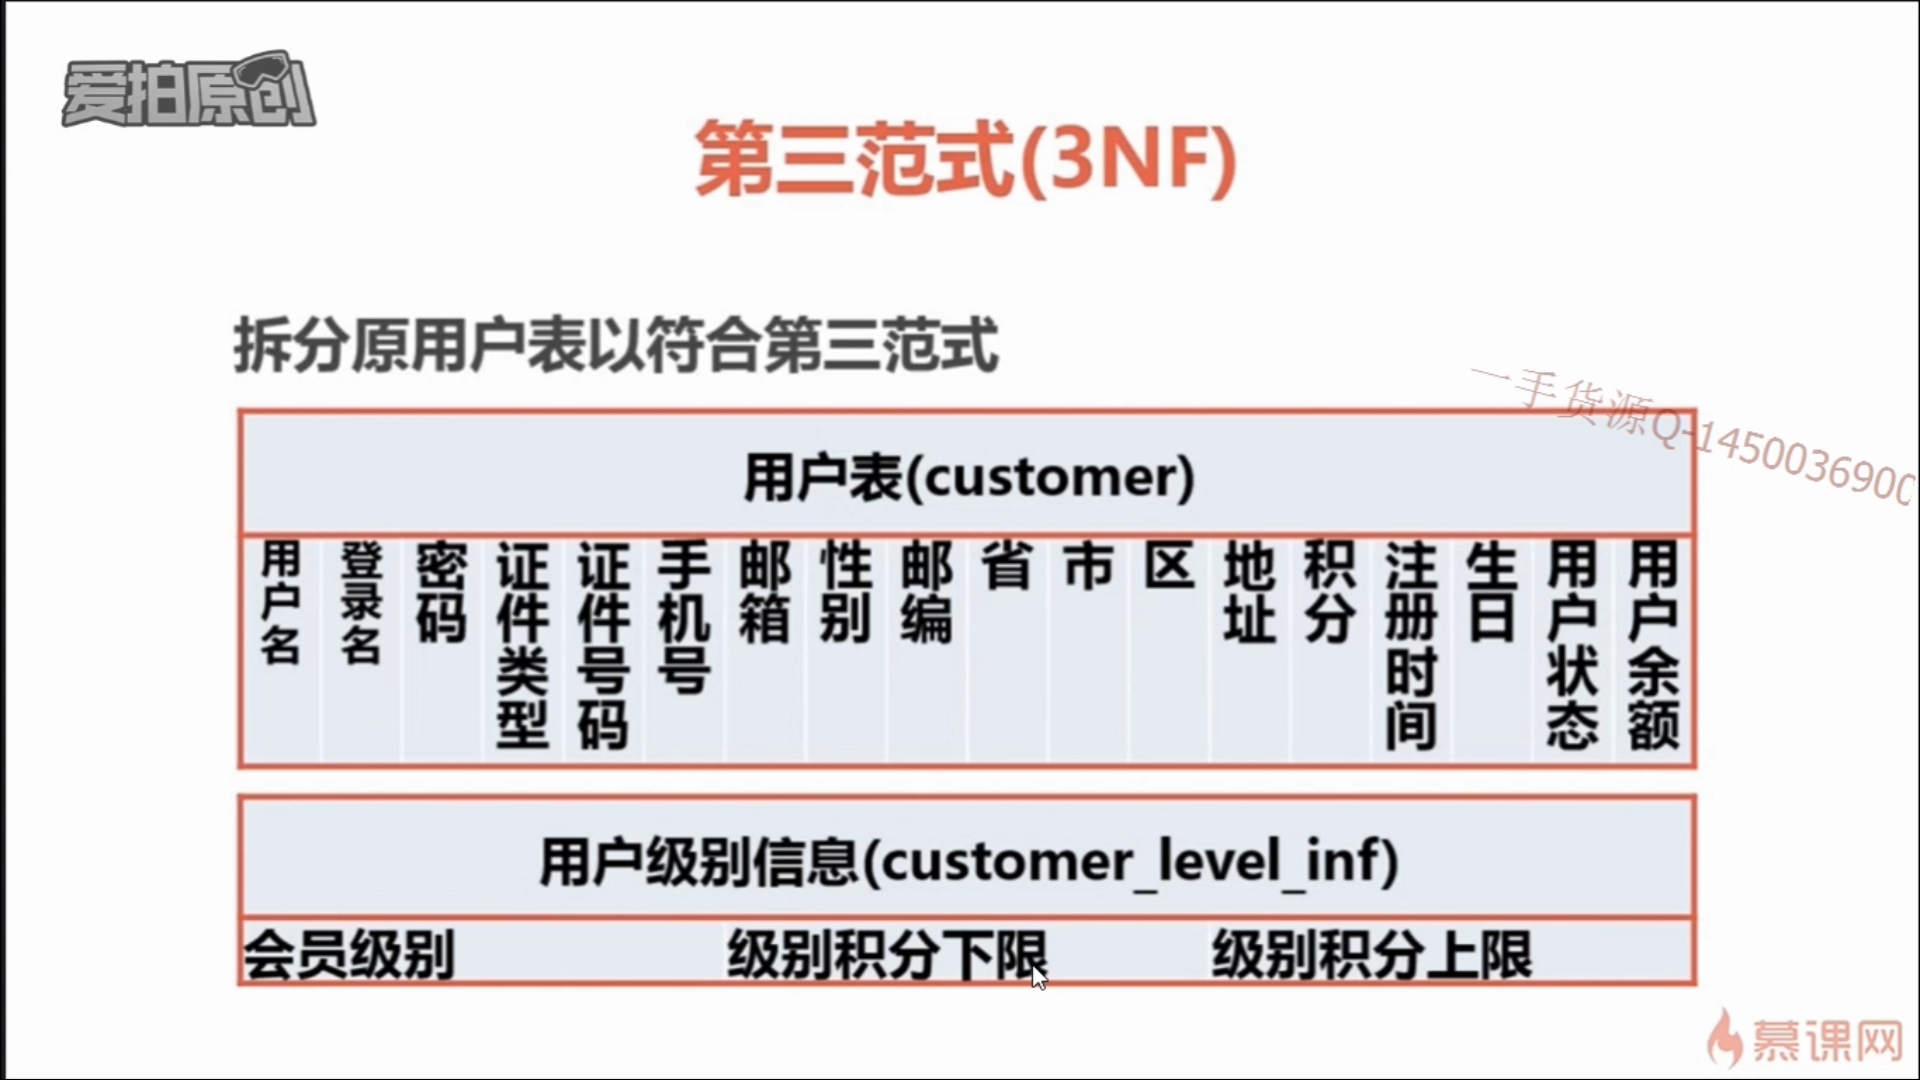 爱拍原创
第三范式(3NF)
拆分原用户表以符合第三范式
一手货源Q-1450036900
用户表(customer)
用户名 登录名 密码 证件类型 证件号码 手机号 邮箱 性别 邮编 省 市 区 地址 积分 注册时间 生日 用户状态 用户余额
用户级别信息(customer_level_inf)
会员级别 级别积分下限 级别积分上限
慕课网